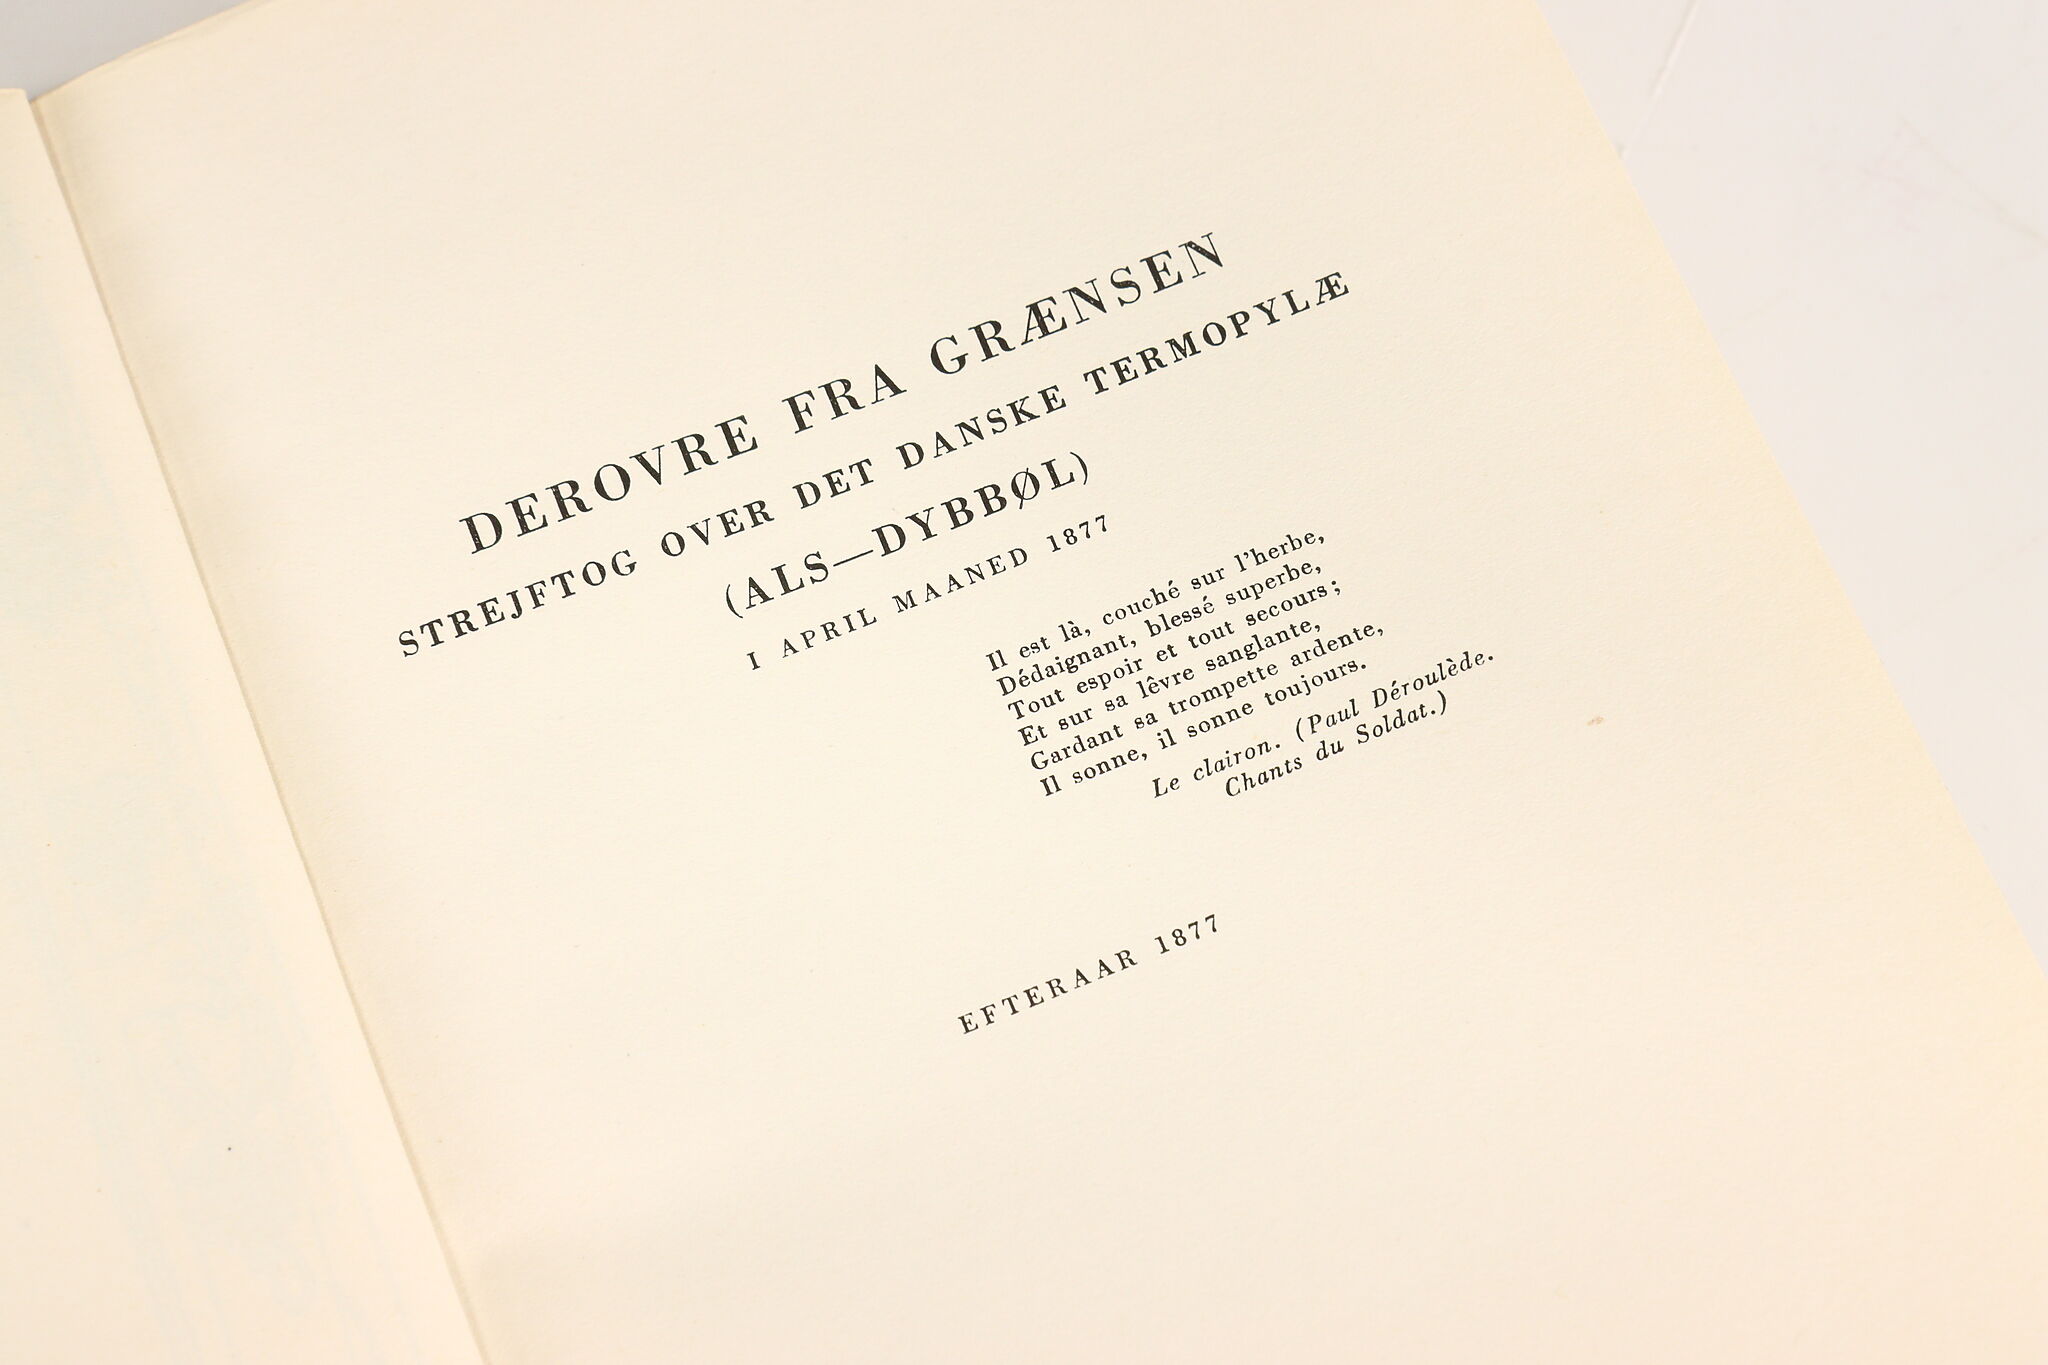 DEROVRE FRA GRÆNSEN
STREJFTOG OVER DET DANSKE TERMOPYLÆ
(ALS—DYBBØL)
I APRIL MAANED 1877
Il est là, couché sur l'herbe,
Dédaignant, blessé superbe,
Tout espoir et tout secours;
Et sur sa lêvre sanglante,
Gardant sa trompette ardente,
Il sonne, il sonne toujours.
Le clairon. (Paul Déroulède.
Chants du Soldat.)
EFTERAAR 1877